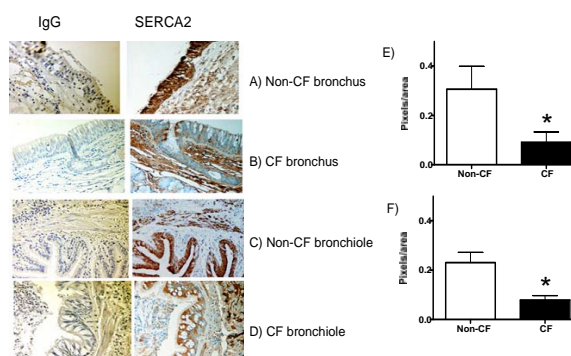 IgG
SERCA2
A) Non-CF bronchus
B) CF bronchus
C) Non-CF bronchiole
D) CF bronchiole
E)
Pixels/area
0.4
0.2
0.0
*
Non-CF
CF
F)
Pixels/area
0.4
0.2
0.0
*
Non-CF
CF